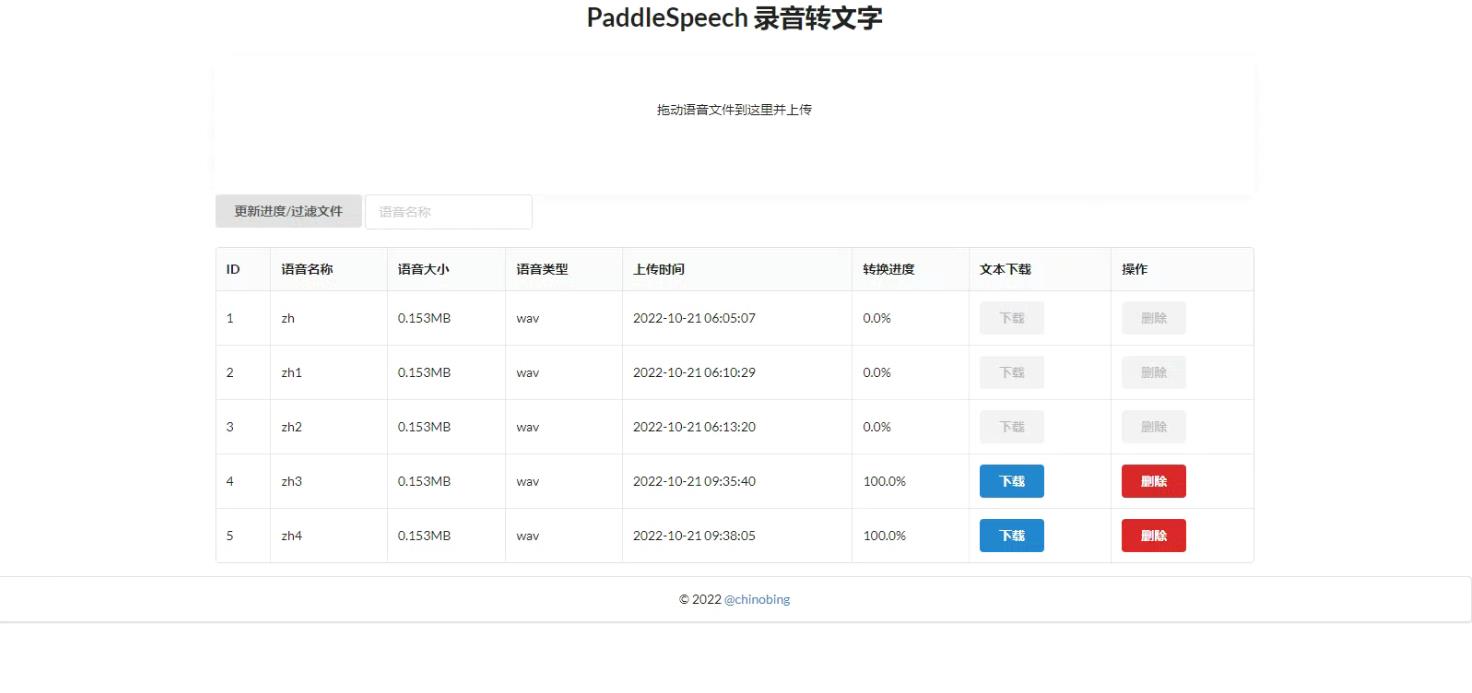 PaddleSpeech 录音转文字
拖动语音文件到这里并上传
更新进度/过滤文件 语音名称
ID 语音名称 语音大小 语音类型 上传时间 转换进度 文本下载 操作
1 zh 0.153MB wav 2022-10-21 06:05:07 0.0% 下载 删除
2 zh1 0.153MB wav 2022-10-21 06:10:29 0.0% 下载 删除
3 zh2 0.153MB wav 2022-10-21 06:13:20 0.0% 下载 删除
4 zh3 0.153MB wav 2022-10-21 09:35:40 100.0% 下载 删除
5 zh4 0.153MB wav 2022-10-21 09:38:05 100.0% 下载 删除
© 2022 @chinobing